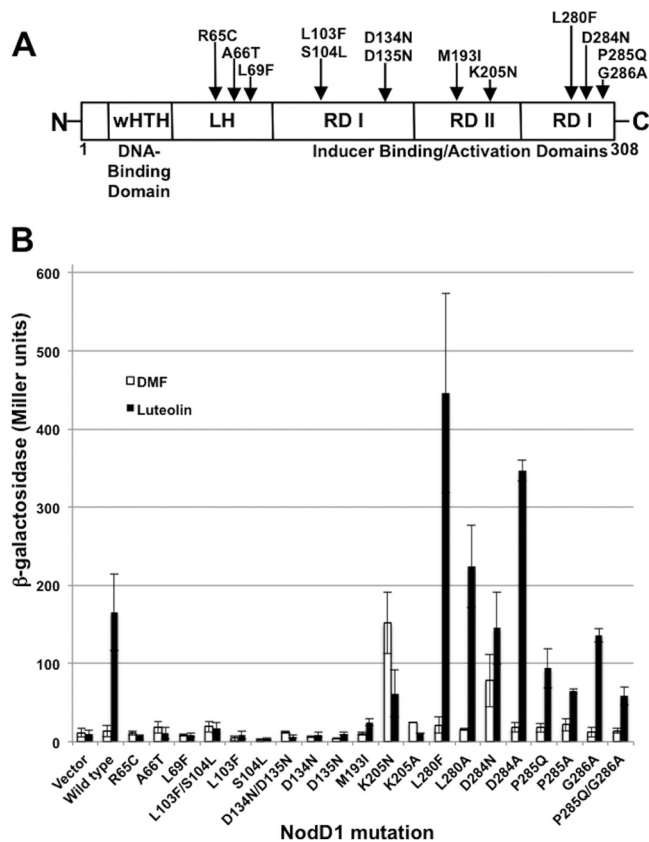 A
R65C
A66T
L69F
L103F
S104L
D134N
D135N
M193I
K205N
L280F
D284N
P285Q
G286A
N
wHTH
LH
RD I
RD II
RD I
C
1
DNA-
Binding
Domain
Inducer Binding/Activation Domains
308
B
β-galactosidase (Miller units)
600
500
400
300
200
100
0
DMF
Luteolin
Vector
Wild type
R65C
A66T
L69F
L103F/S104L
L103F
S104L
D134N/D135N
D134N
D135N
M193I
K205N
K205A
L280F
L280A
D284N
D284A
P285Q
P285A
G286A
P285Q/G286A
NodD1 mutation